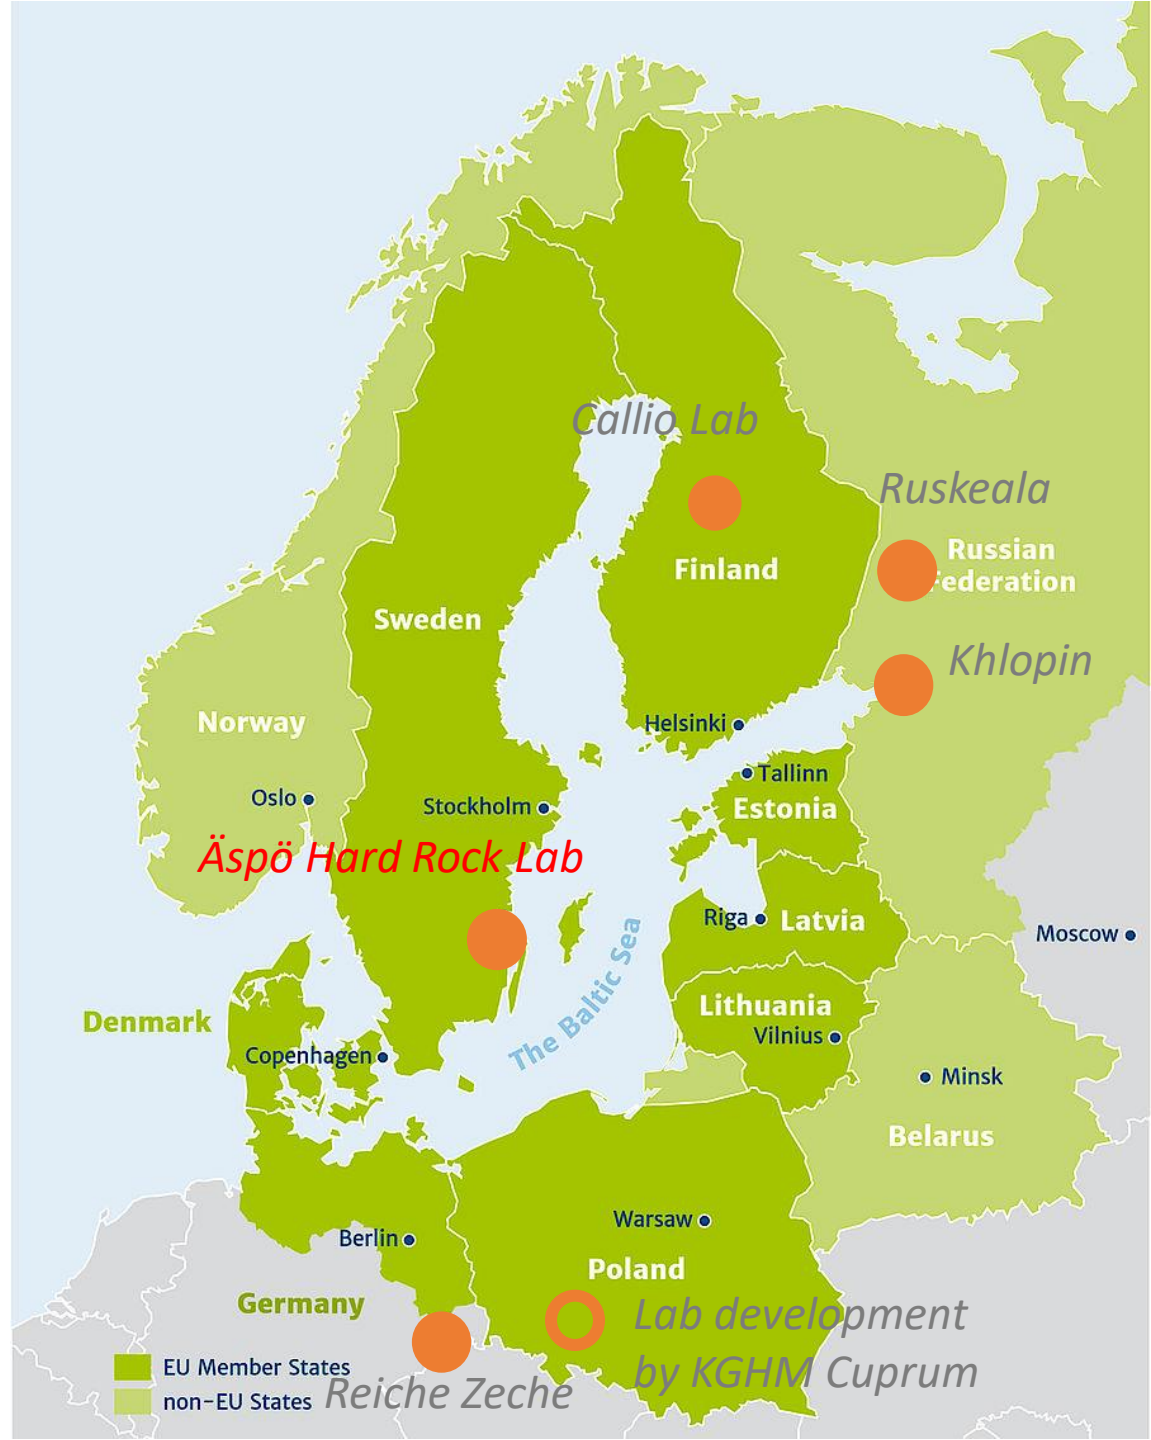 Callio Lab
Ruskeala
Russian
Federation
Finland
Sweden
Khlopin
Norway
Helsinki
Tallinn
Oslo
Stockholm
Estonia
Äspö Hard Rock Lab
Riga
Latvia
Moscow
The Baltic Sea
Lithuania
Denmark
Vilnius
Copenhagen
Minsk
Belarus
Warsaw
Berlin
Poland
Germany
Lab development
by KGHM Cuprum
EU Member States
non-EU States
Reiche Zeche